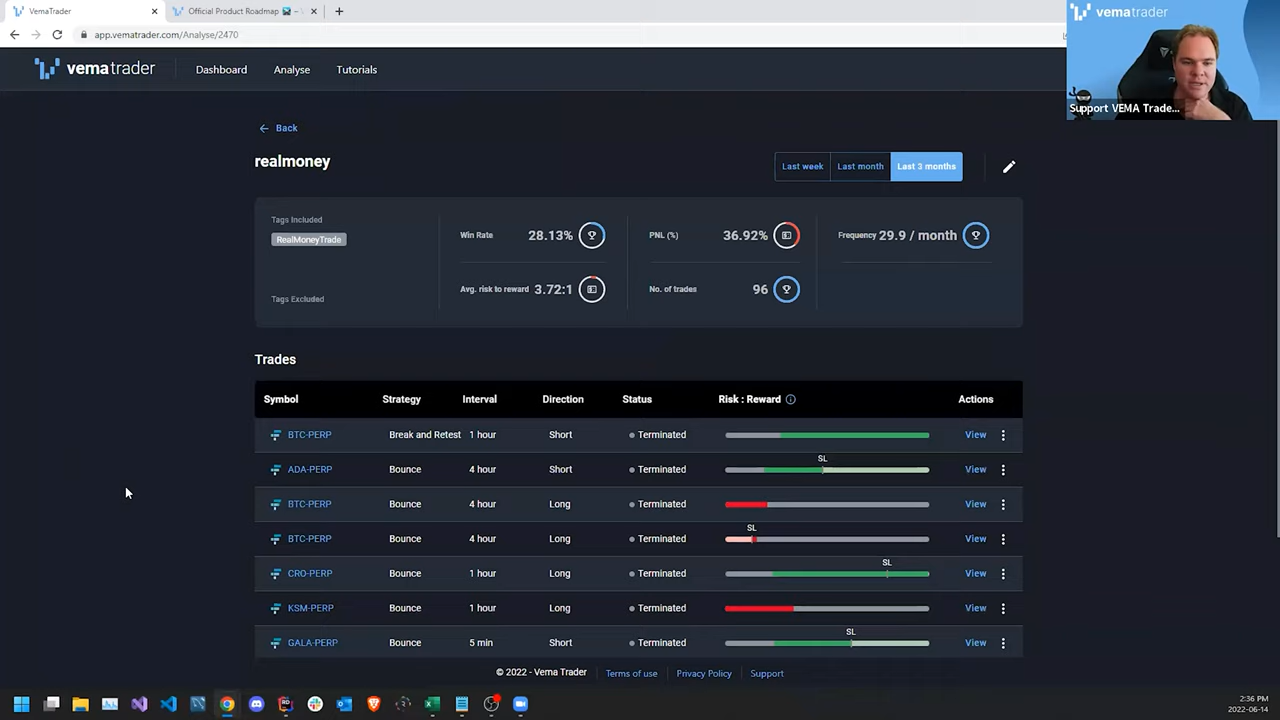 VemaTrader
Official Product Roadmap
app.vematrader.com/Analyse/2470
vematrader
Support VEMA Trade...
vematrader
Dashboard
Analyse
Tutorials
Back
realmoney
Last week
Last month
Last 3 months
Tags Included
RealMoneyTrade
Tags Excluded
Win Rate 28.13%
PNL (%) 36.92%
Frequency 29.9 / month
Avg. risk to reward 3.72:1
No. of trades 96
Trades
Symbol Strategy Interval Direction Status Risk : Reward Actions
BTC-PERP Break and Retest 1 hour Short Terminated View
SL
ADA-PERP Bounce 4 hour Short Terminated View
BTC-PERP Bounce 4 hour Long Terminated View
SL
BTC-PERP Bounce 4 hour Long Terminated View
SL
CRO-PERP Bounce 1 hour Long Terminated View
KSM-PERP Bounce 1 hour Long Terminated View
SL
GALA-PERP Bounce 5 min Short Terminated View
© 2022 - Vema Trader
Terms of use
Privacy Policy
Support
2:36 PM
2022-06-14